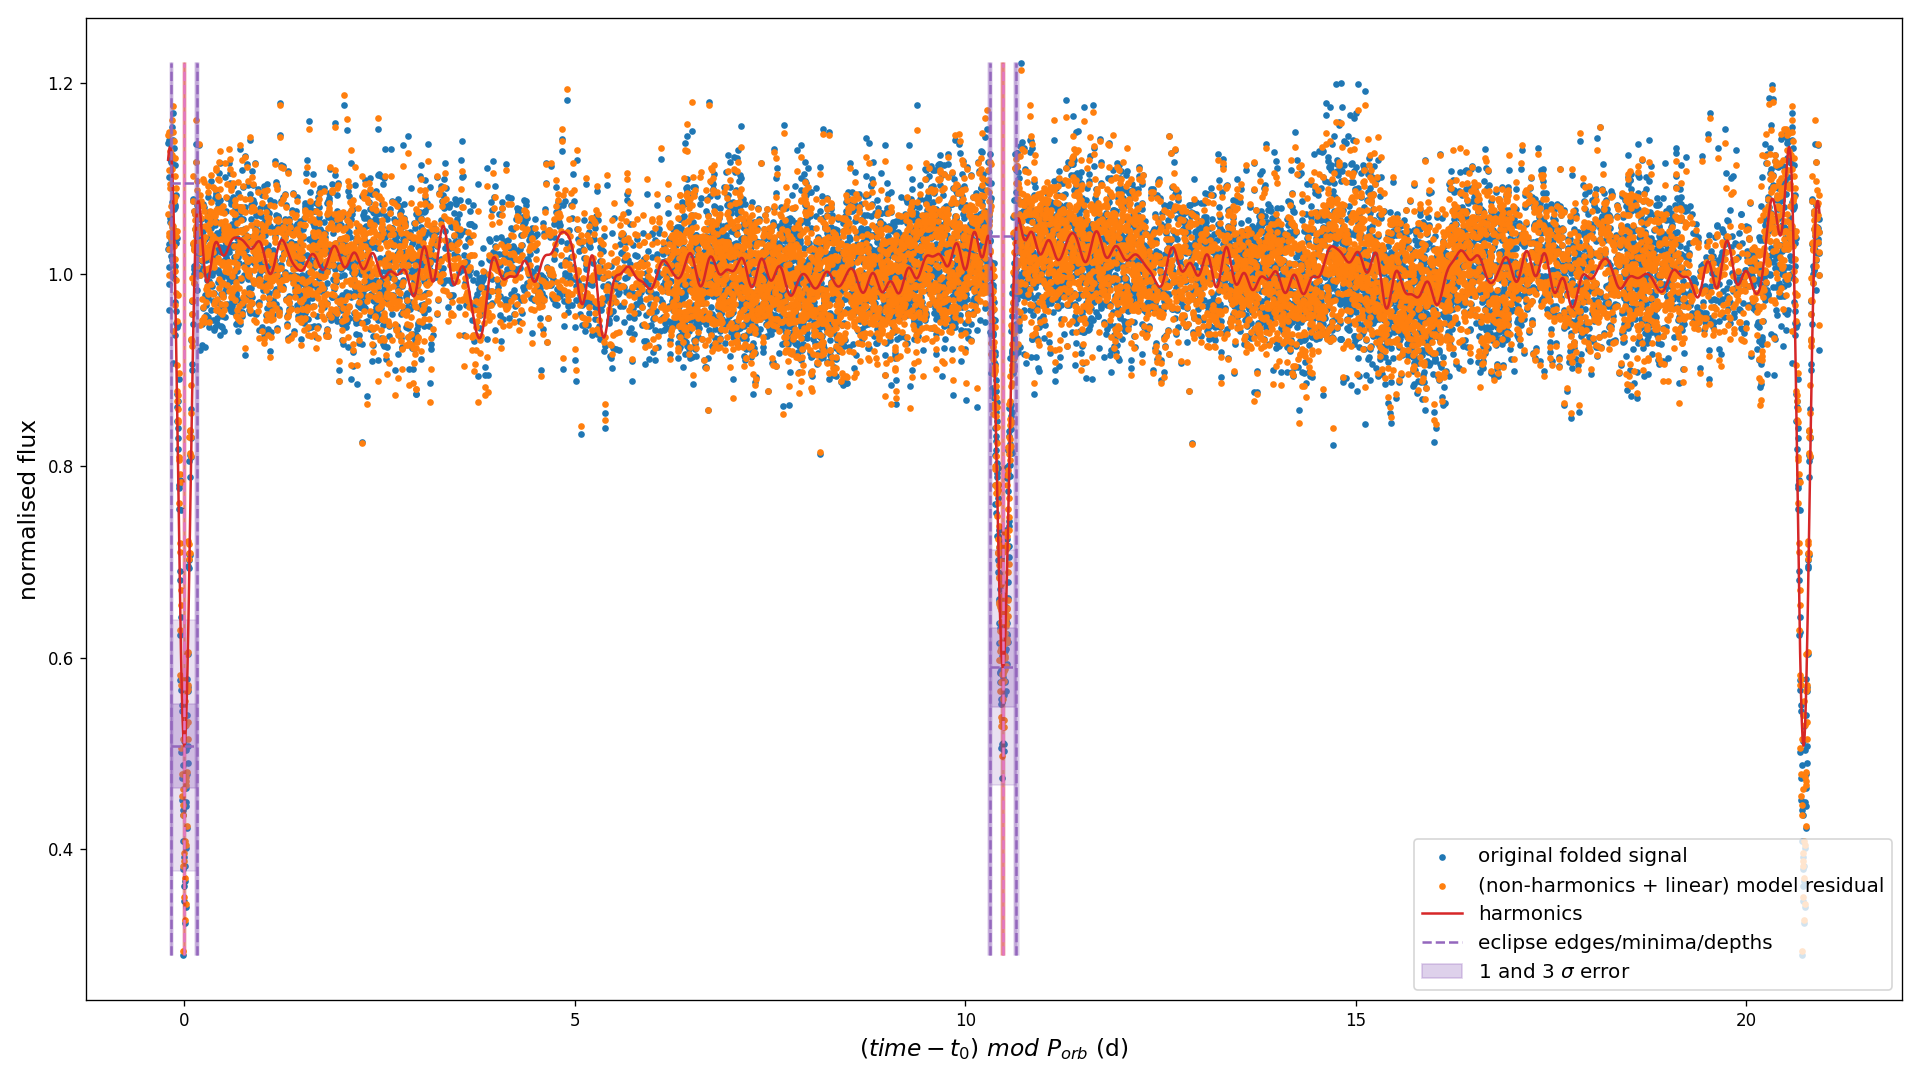 normalised flux
1.2
1.0
0.8
0.6
0.4
0
5
10
15
20
(time − t₀) mod P_orb (d)
original folded signal
(non-harmonics + linear) model residual
harmonics
eclipse edges/minima/depths
1 and 3 σ error